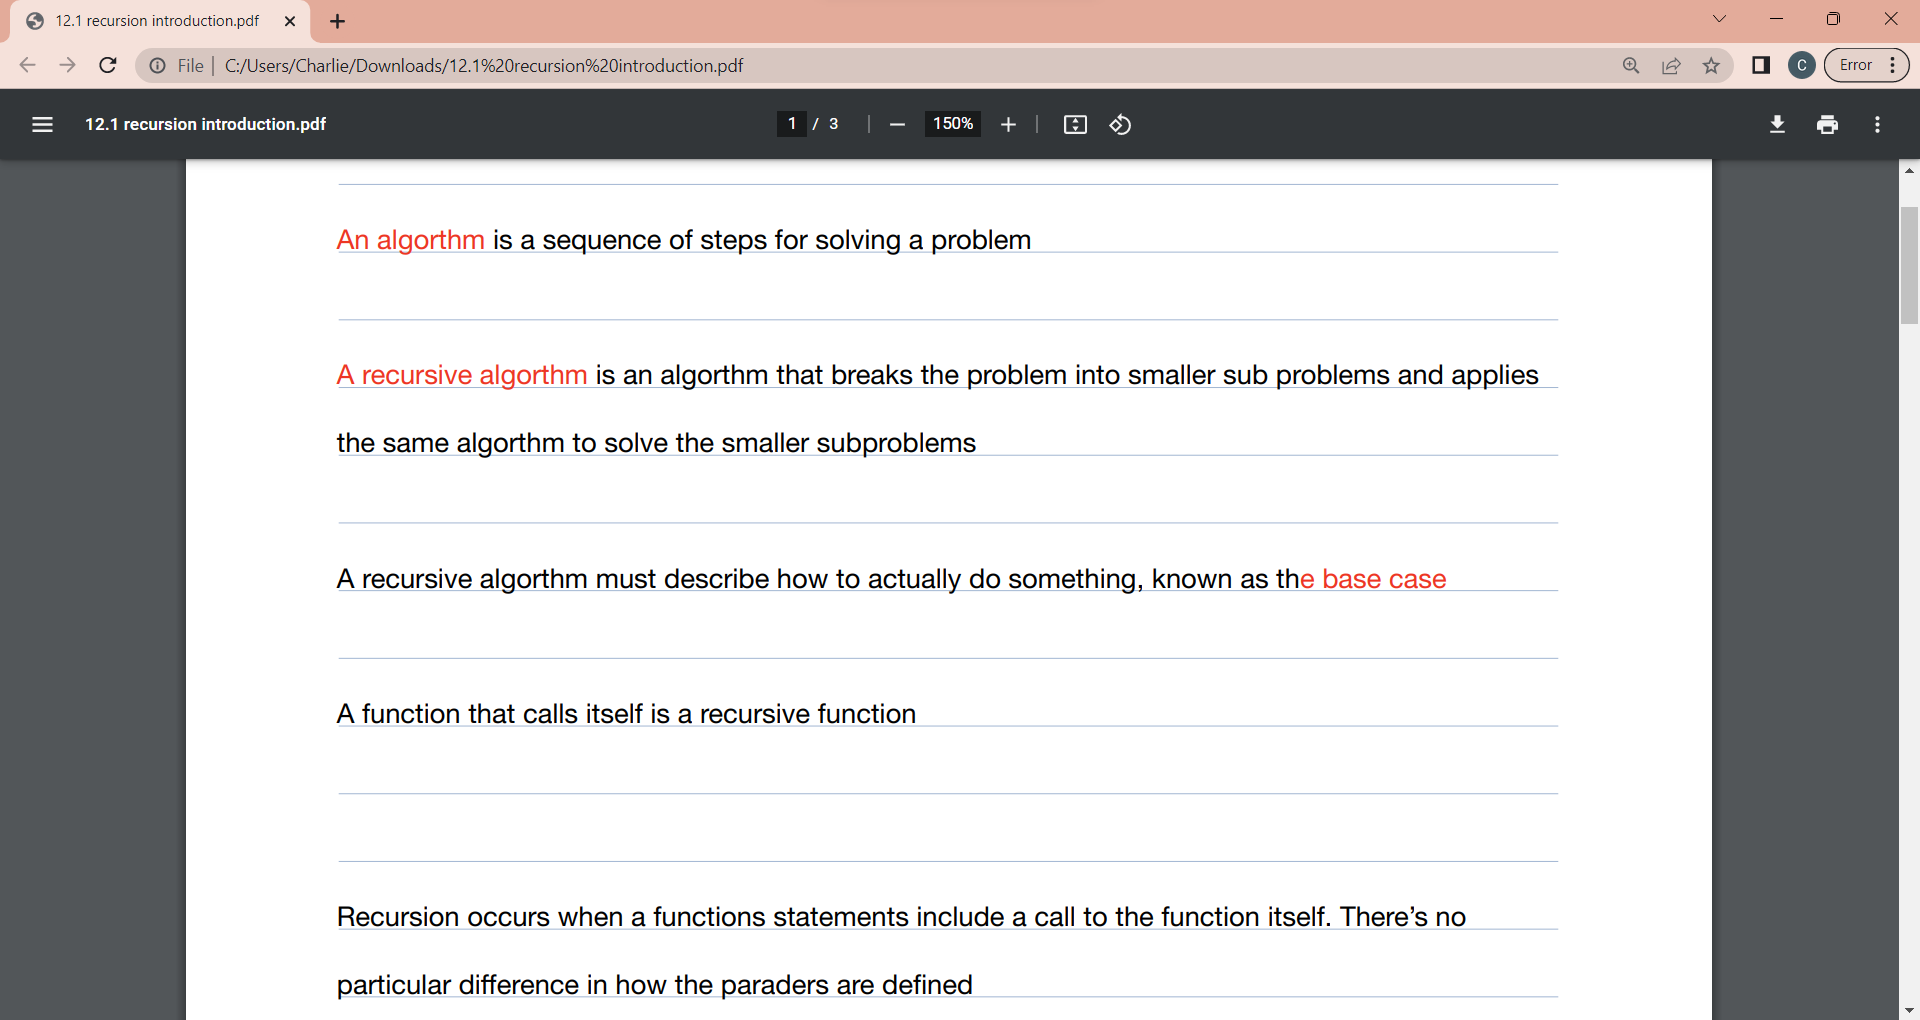 12.1 recursion introduction.pdf
File | C:/Users/Charlie/Downloads/12.1%20recursion%20introduction.pdf
C
Error
12.1 recursion introduction.pdf
1 / 3
150%
An algorthm is a sequence of steps for solving a problem
A recursive algorthm is an algorthm that breaks the problem into smaller sub problems and applies
the same algorthm to solve the smaller subproblems
A recursive algorthm must describe how to actually do something, known as the base case
A function that calls itself is a recursive function
Recursion occurs when a functions statements include a call to the function itself. There’s no
particular difference in how the paraders are defined